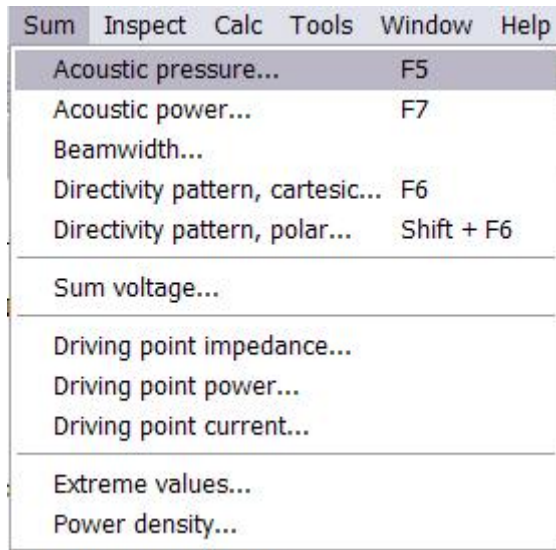 Sum Inspect Calc Tools Window Help
Acoustic pressure... F5
Acoustic power... F7
Beamwidth...
Directivity pattern, cartesic... F6
Directivity pattern, polar... Shift + F6
Sum voltage...
Driving point impedance...
Driving point power...
Driving point current...
Extreme values...
Power density...